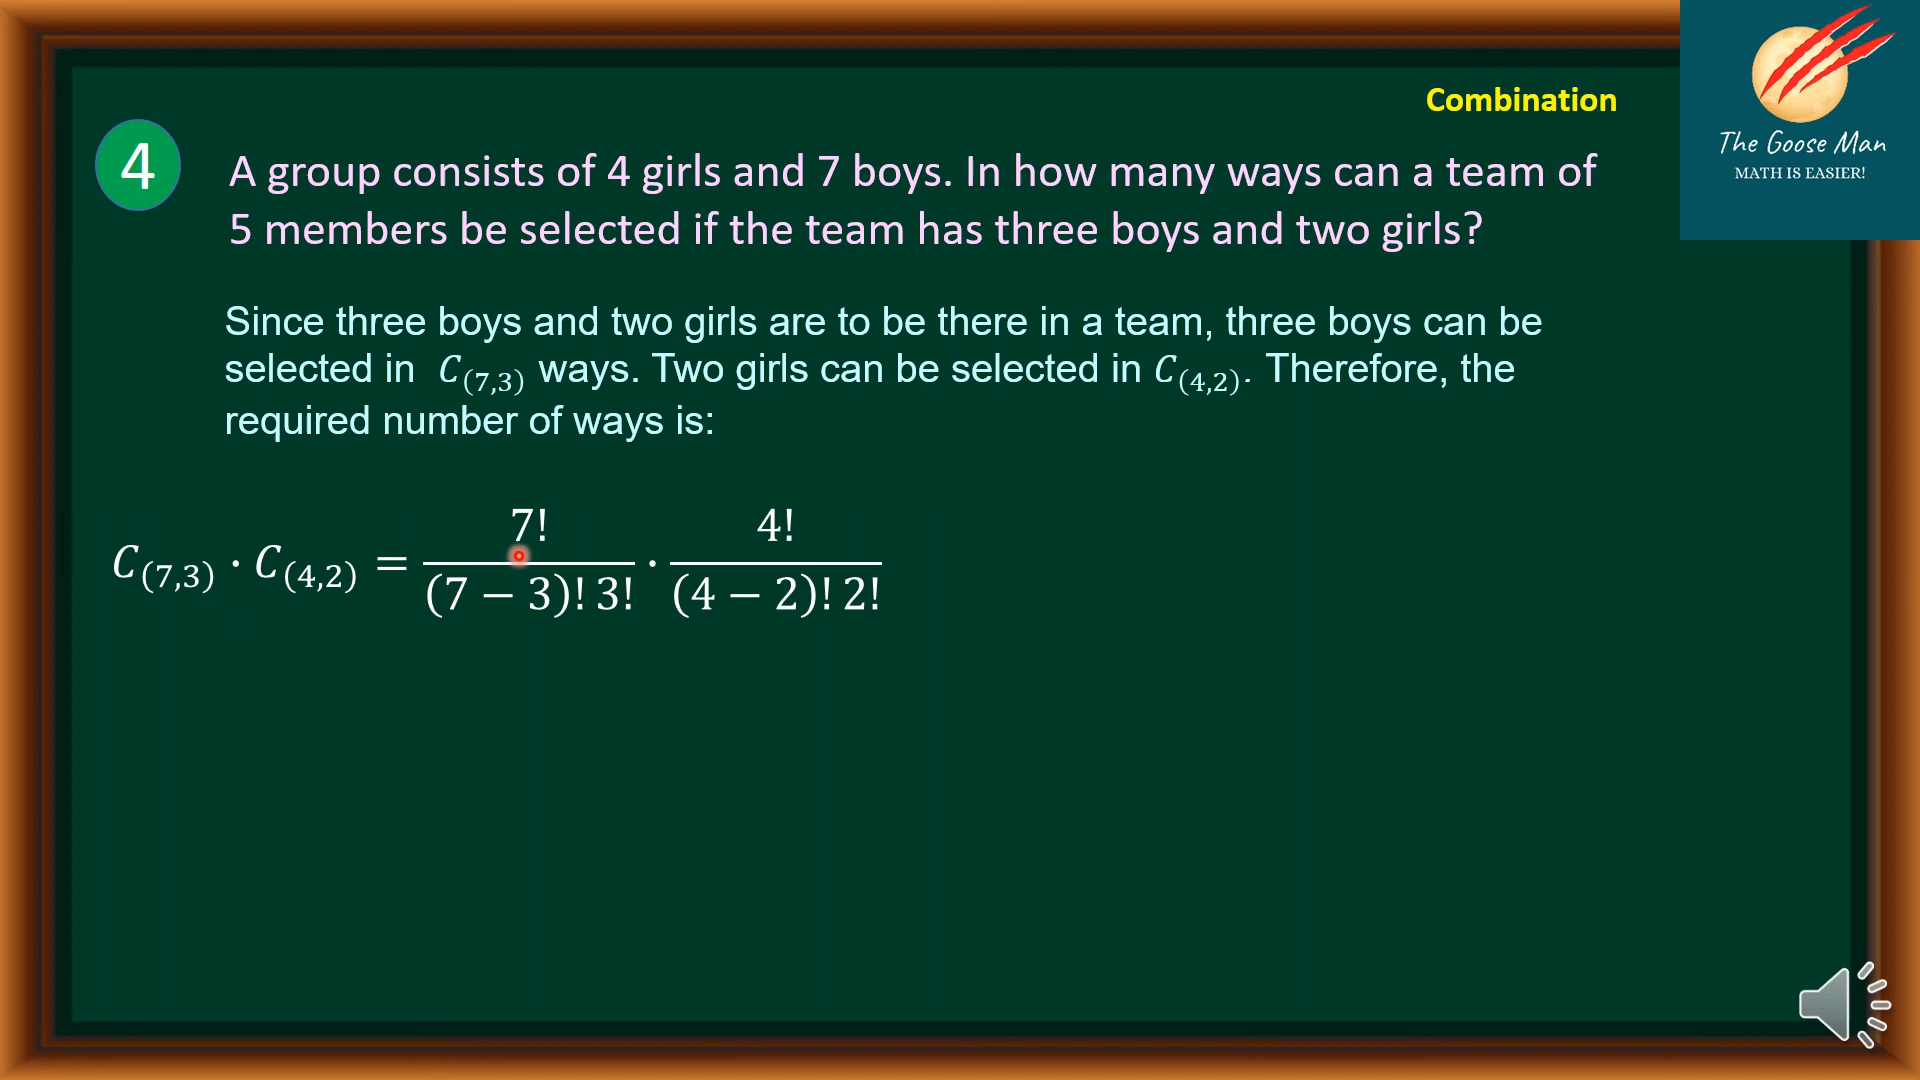 Combination
The Goose Man
MATH IS EASIER!
4
A group consists of 4 girls and 7 boys. In how many ways can a team of
5 members be selected if the team has three boys and two girls?
Since three boys and two girls are to be there in a team, three boys can be
selected in C(7,3) ways. Two girls can be selected in C(4,2). Therefore, the
required number of ways is:
C(7,3) · C(4,2) = 7!/((7 − 3)! 3!) · 4!/((4 − 2)! 2!)